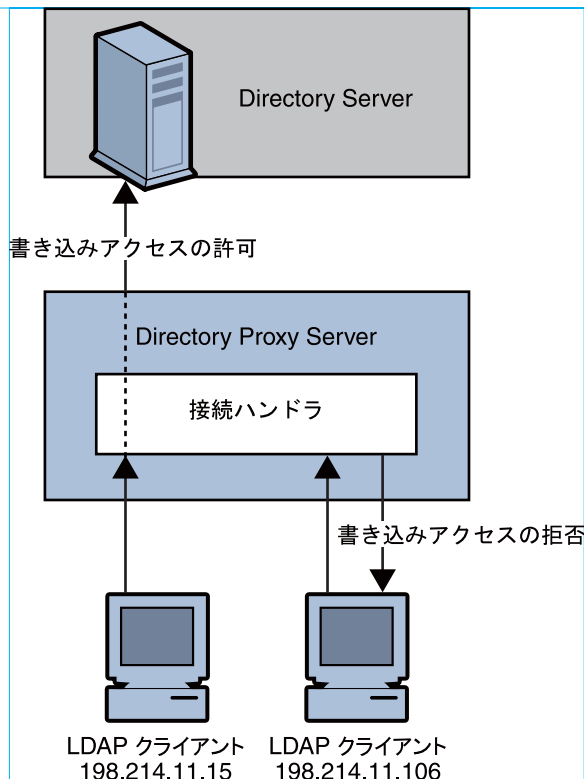 Directory Server
書き込みアクセスの許可
Directory Proxy Server
接続ハンドラ
書き込みアクセスの拒否
LDAP クライアント
198.214.11.15
LDAP クライアント
198.214.11.106